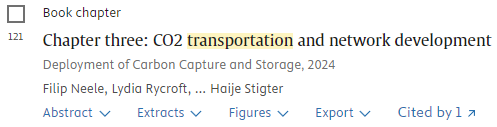 Book chapter
121
Chapter three: CO2 transportation and network development
Deployment of Carbon Capture and Storage, 2024
Filip Neele, Lydia Rycroft, ... Haije Stigter
Abstract Extracts Figures Export Cited by 1